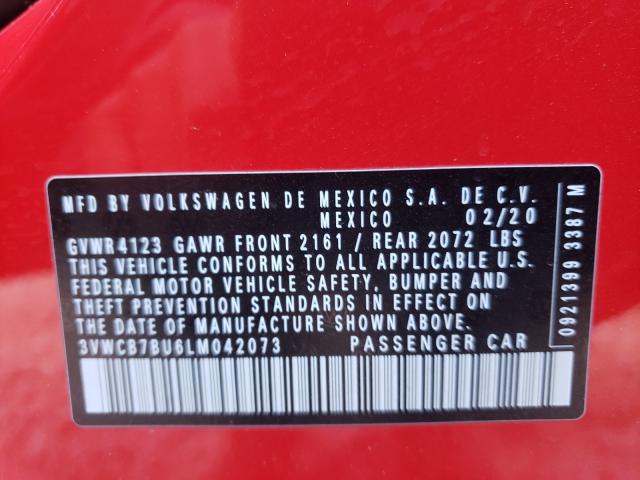 MFD BY VOLKSWAGEN DE MEXICO S.A. DE C.V.
MEXICO 02/20
GVWR4123 GAWR FRONT 2161 / REAR 2072 LBS
THIS VEHICLE CONFORMS TO ALL APPLICABLE U.S.
FEDERAL MOTOR VEHICLE SAFETY, BUMPER AND
THEFT PREVENTION STANDARDS IN EFFECT ON
THE DATE OF MANUFACTURE SHOWN ABOVE.
3VWCB7BU6LM042073 PASSENGER CAR
0921399 3387 M